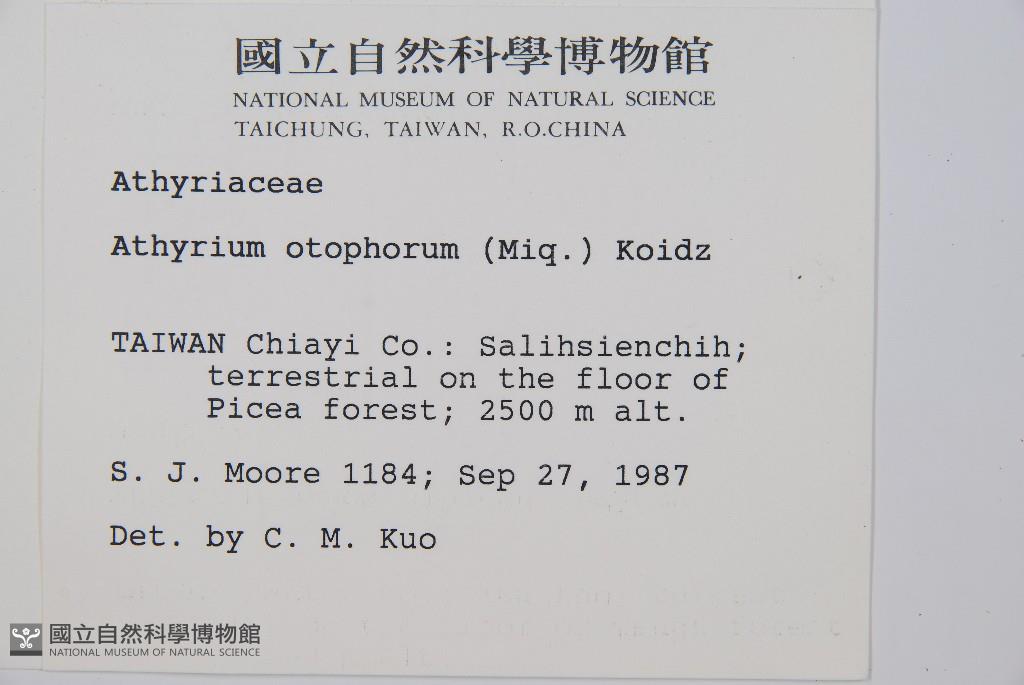 國立自然科學博物館
NATIONAL MUSEUM OF NATURAL SCIENCE
TAICHUNG, TAIWAN, R.O.CHINA
Athyriaceae
Athyrium otophorum (Miq.) Koidz
TAIWAN Chiayi Co.: Salihsienchih;
terrestrial on the floor of
Picea forest; 2500 m alt.
S. J. Moore 1184; Sep 27, 1987
Det. by C. M. Kuo
國立自然科學博物館
NATIONAL MUSEUM OF NATURAL SCIENCE